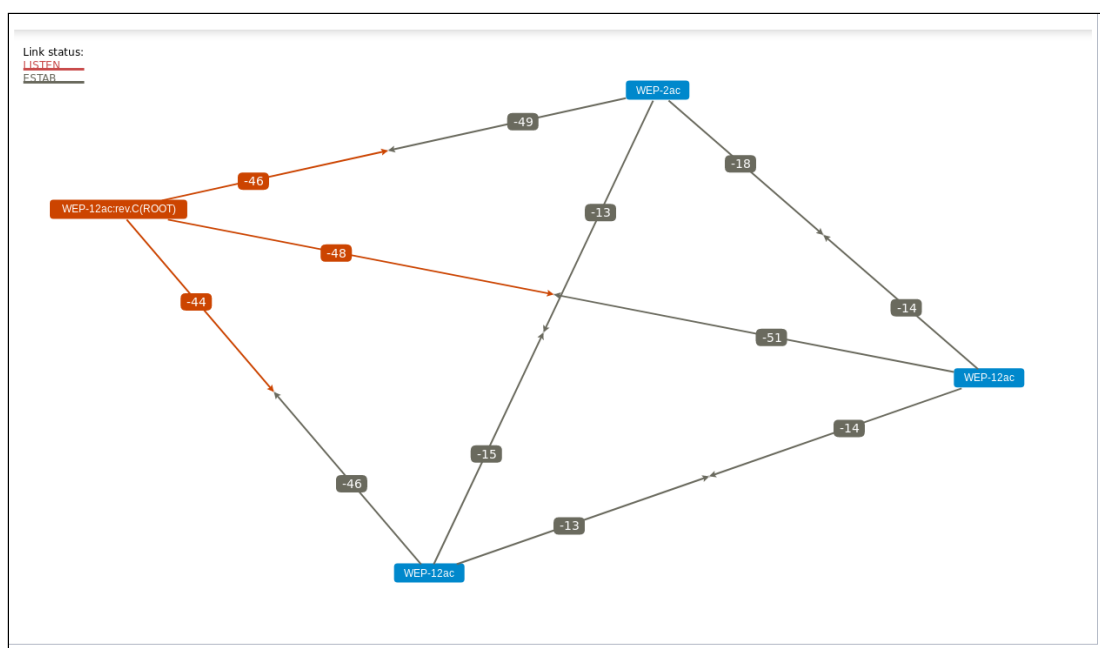 Link status:
LISTEN
ESTAB
WEP-2ac
-49
-18
-46
WEP-12ac:rev.C(ROOT)
-13
-48
-44
-14
-51
WEP-12ac
-14
-15
-46
-13
WEP-12ac